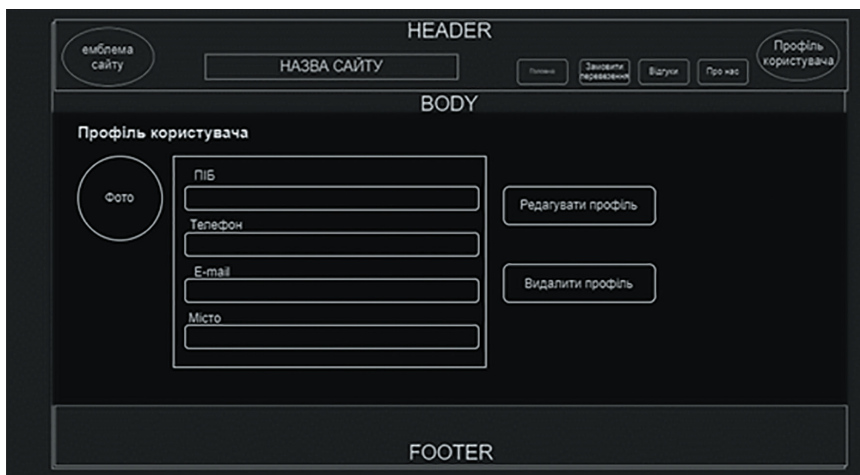 HEADER
емблема
сайту
НАЗВА САЙТУ
Головна
Замовити
перевезення
Відгуки
Про нас
Профіль
користувача
BODY
Профіль користувача
Фото
ПІБ
Телефон
E-mail
Місто
Редагувати профіль
Видалити профіль
FOOTER